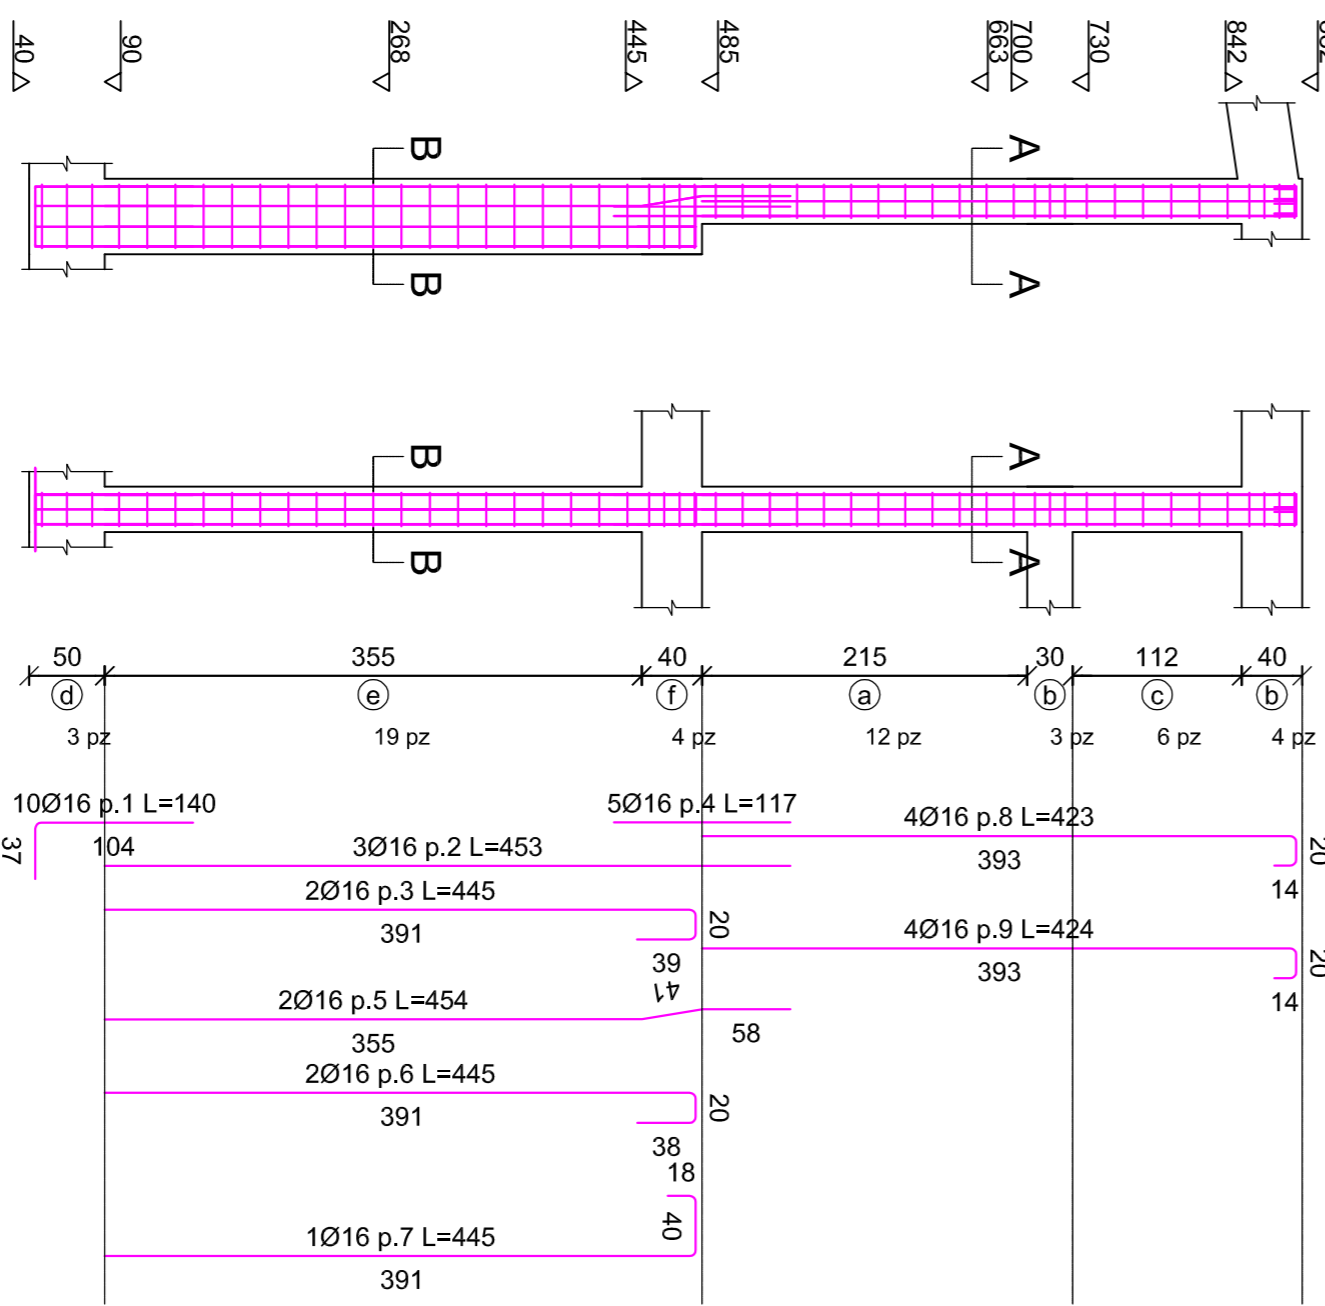 40
90
268
445
485
663
700
730
842
B
A
B
A
B
A
B
A
50
355
40
215
30
112
40
d
e
f
a
b
c
b
3 pz
19 pz
4 pz
12 pz
3 pz
6 pz
4 pz
10Ø16 p.1 L=140
37
104
5Ø16 p.4 L=117
4Ø16 p.8 L=423
393
20
14
3Ø16 p.2 L=453
2Ø16 p.3 L=445
391
20
39
4Ø16 p.9 L=424
393
20
14
2Ø16 p.5 L=454
355
41
58
2Ø16 p.6 L=445
391
20
38
18
40
1Ø16 p.7 L=445
391